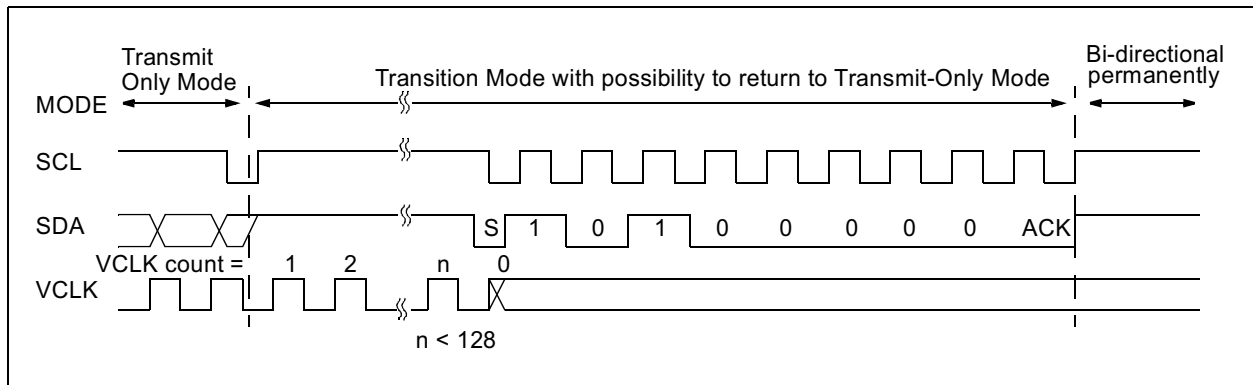 Transmit
Only Mode
Transition Mode with possibility to return to Transmit-Only Mode
Bi-directional
permanently
MODE
SCL
SDA
S 1 0 1 0 0 0 0 0 ACK
VCLK count = 1 2 n 0
VCLK
n < 128